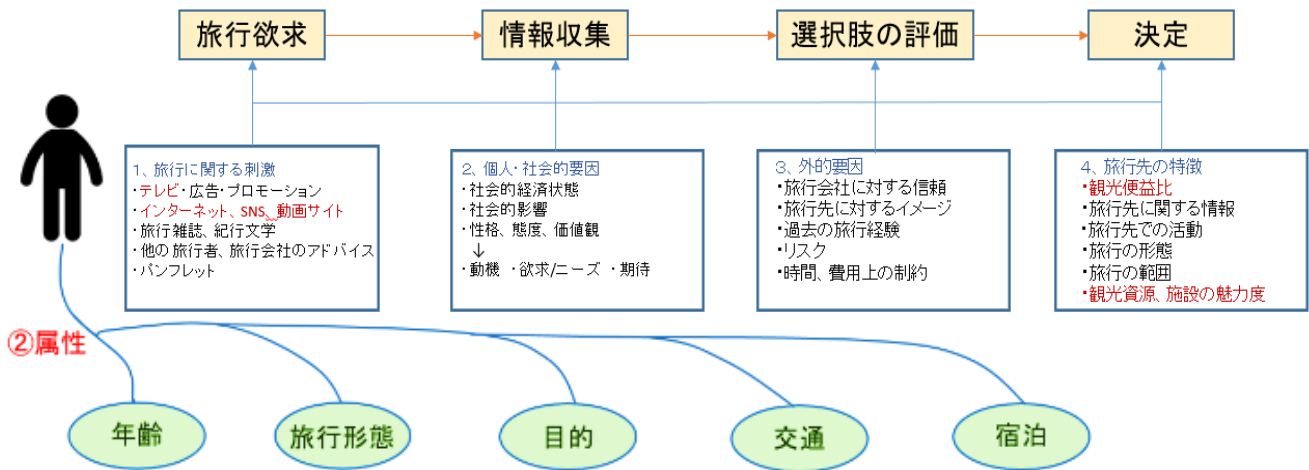 旅行欲求
情報収集
選択肢の評価
決定
1、旅行に関する刺激
・テレビ・広告・プロモーション
・インターネット、SNS、動画サイト
・旅行雑誌、紀行文学
・他の旅行者、旅行会社のアドバイス
・パンフレット
2、個人・社会的要因
・社会的経済状態
・社会的影響
・性格、態度、価値観
↓
・動機 ・欲求/ニーズ ・期待
3、外的要因
・旅行会社に対する信頼
・旅行先に対するイメージ
・過去の旅行経験
・リスク
・時間、費用上の制約
4、旅行先の特徴
・観光便益比
・旅行先に関する情報
・旅行先での活動
・旅行の形態
・旅行の範囲
・観光資源、施設の魅力度
②属性
年齢
旅行形態
目的
交通
宿泊